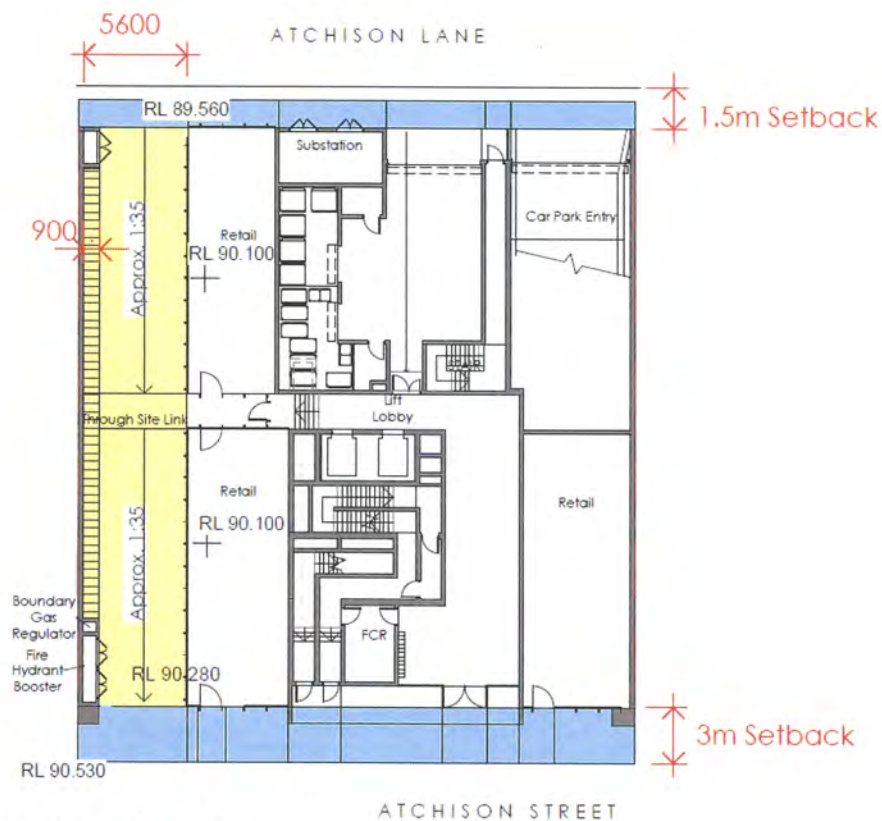 5600
ATCHISON LANE
RL 89.560
1.5m Setback
Substation
900
Approx. 1:35
Retail
RL 90.100
Car Park Entry
Through Site Link
Lift
Lobby
Retail
RL 90.100
Retail
Approx. 1:35
Boundary
Gas
Regulator
Fire
Hydrant
Booster
FCR
RL 90.280
3m Setback
RL 90.530
ATCHISON STREET